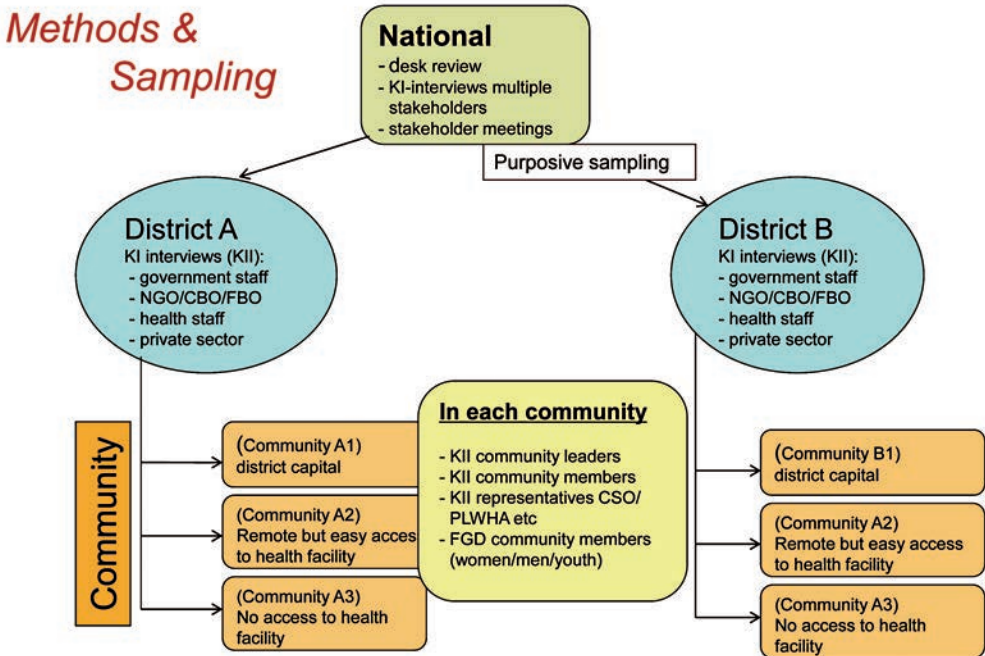 Methods &
Sampling
National
- desk review
- KI-interviews multiple
stakeholders
- stakeholder meetings
Purposive sampling
District A
KI interviews (KII):
- government staff
- NGO/CBO/FBO
- health staff
- private sector
District B
KI interviews (KII):
- government staff
- NGO/CBO/FBO
- health staff
- private sector
Community
(Community A1)
district capital
(Community A2)
Remote but easy acces
to health facility
(Community A3)
No access to health
facility
In each community
- KII community leaders
- KII community members
- KII representatives CSO/
PLWHA etc
- FGD community members
(women/men/youth)
(Community B1)
district capital
(Community A2)
Remote but easy access
to health facility
(Community A3)
No access to health
facility